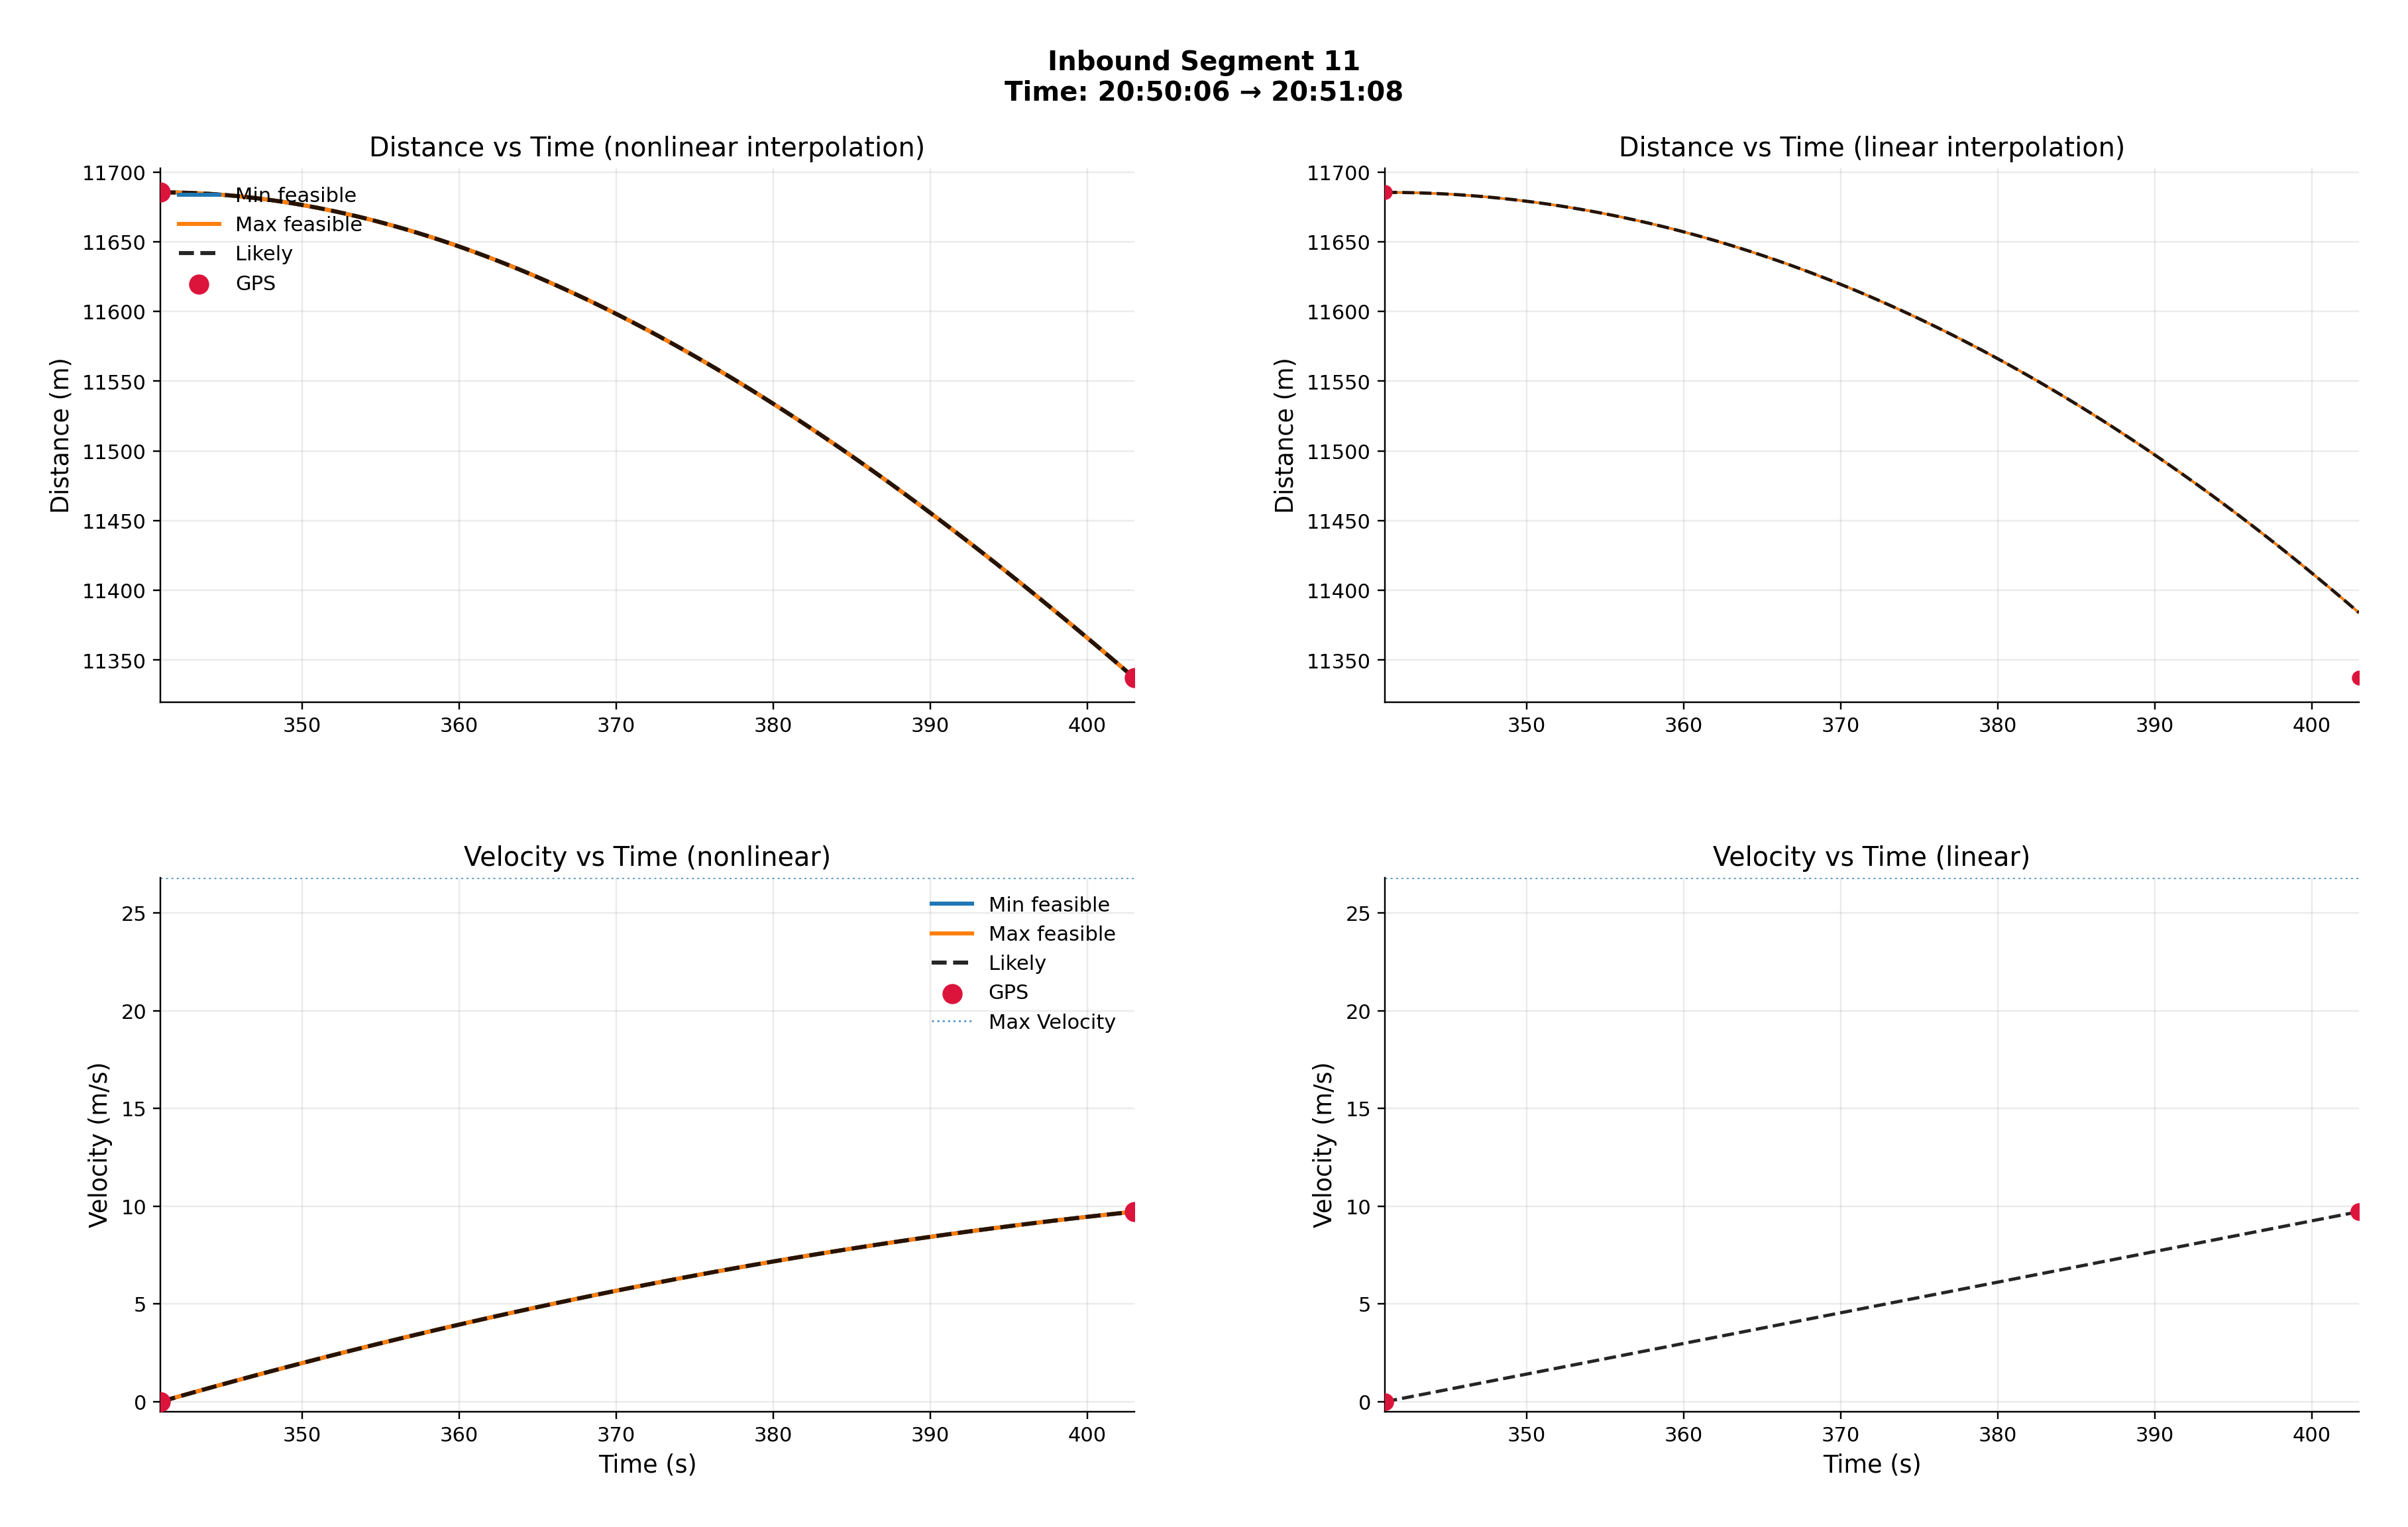 Inbound Segment 11
Time: 20:50:06 → 20:51:08
Distance vs Time (nonlinear interpolation)
Distance (m)
11700
11650
11600
11550
11500
11450
11400
11350
Min feasible
Max feasible
Likely
GPS
350 360 370 380 390 400
Distance vs Time (linear interpolation)
Distance (m)
11700
11650
11600
11550
11500
11450
11400
11350
350 360 370 380 390 400
Velocity vs Time (nonlinear)
Velocity (m/s)
25
20
15
10
5
0
Min feasible
Max feasible
Likely
GPS
Max Velocity
350 360 370 380 390 400
Time (s)
Velocity vs Time (linear)
Velocity (m/s)
25
20
15
10
5
0
350 360 370 380 390 400
Time (s)